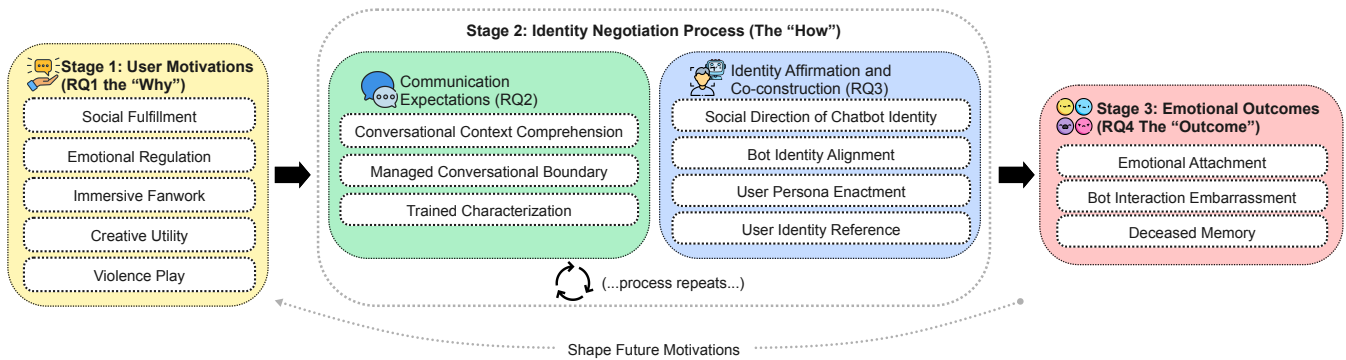 Stage 1: User Motivations
(RQ1 the “Why”)
Social Fulfillment
Emotional Regulation
Immersive Fanwork
Creative Utility
Violence Play
Stage 2: Identity Negotiation Process (The “How”)
Communication
Expectations (RQ2)
Conversational Context Comprehension
Managed Conversational Boundary
Trained Characterization
Identity Affirmation and
Co-construction (RQ3)
Social Direction of Chatbot Identity
Bot Identity Alignment
User Persona Enactment
User Identity Reference
(...process repeats...)
Stage 3: Emotional Outcomes
(RQ4 The “Outcome”)
Emotional Attachment
Bot Interaction Embarrassment
Deceased Memory
Shape Future Motivations